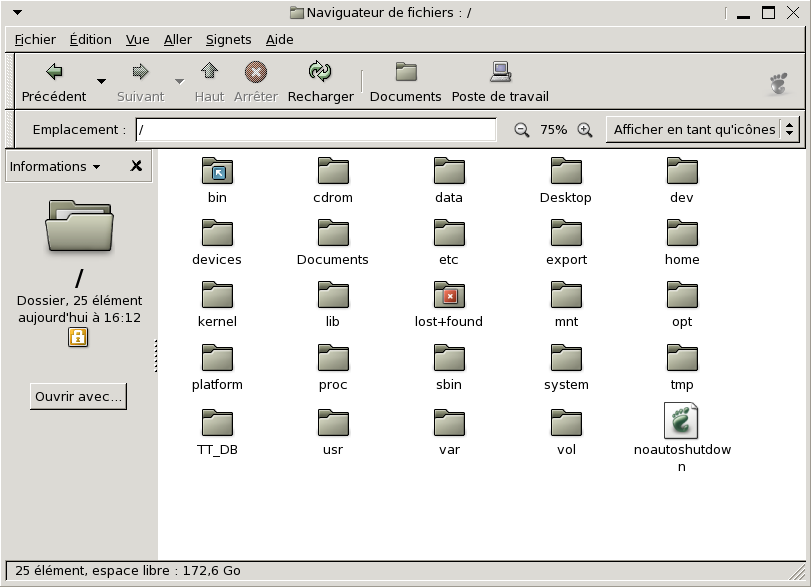 Naviguateur de fichiers : /
Fichier Édition Vue Aller Signets Aide
Précédent Suivant Haut Arrêter Recharger Documents Poste de travail
Emplacement : / 75% Afficher en tant qu'icônes
Informations
/
Dossier, 25 élément
aujourd'hui à 16:12
Ouvrir avec...
bin cdrom data Desktop dev
devices Documents etc export home
kernel lib lost+found mnt opt
platform proc sbin system tmp
TT_DB usr var vol noautoshutdow
n
25 élément, espace libre : 172,6 Go